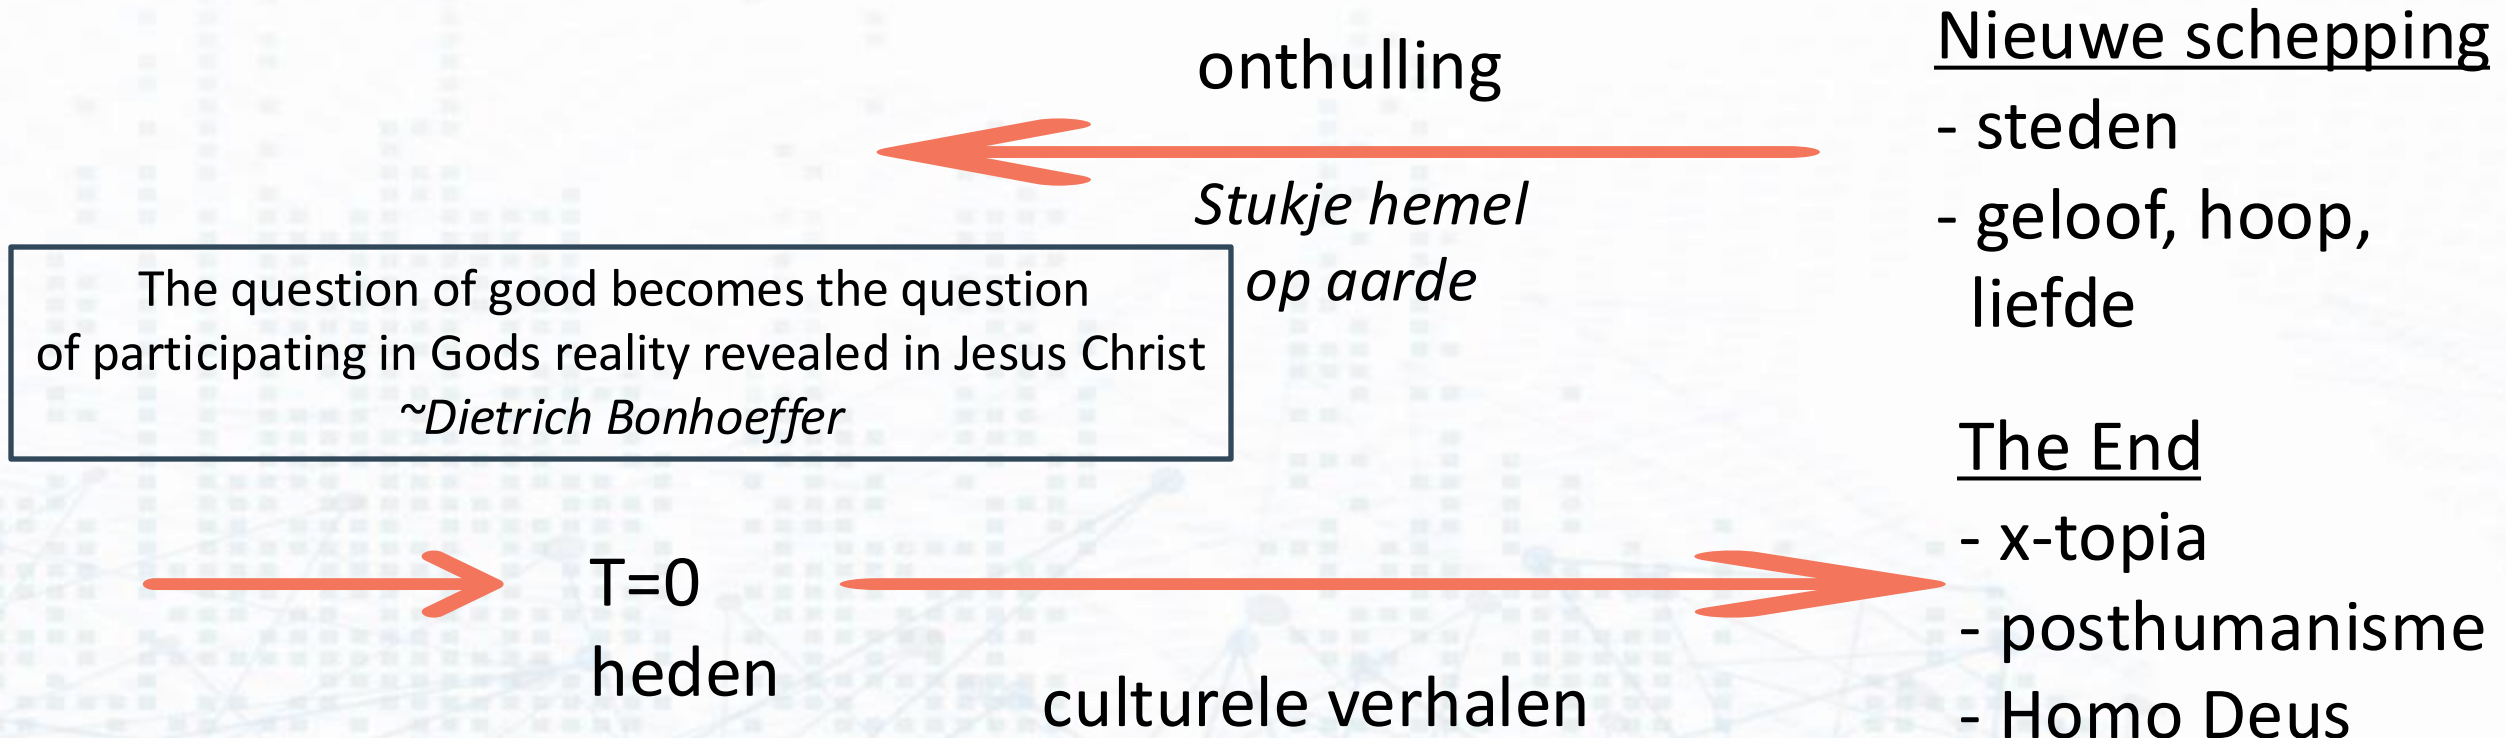 onthulling
Stukje hemel
op aarde
Nieuwe schepping
- steden
- geloof, hoop,
liefde
The question of good becomes the question
of participating in Gods reality revealed in Jesus Christ
~Dietrich Bonhoeffer
T=0
heden
culturele verhalen
The End
- x-topia
- posthumanisme
- Homo Deus